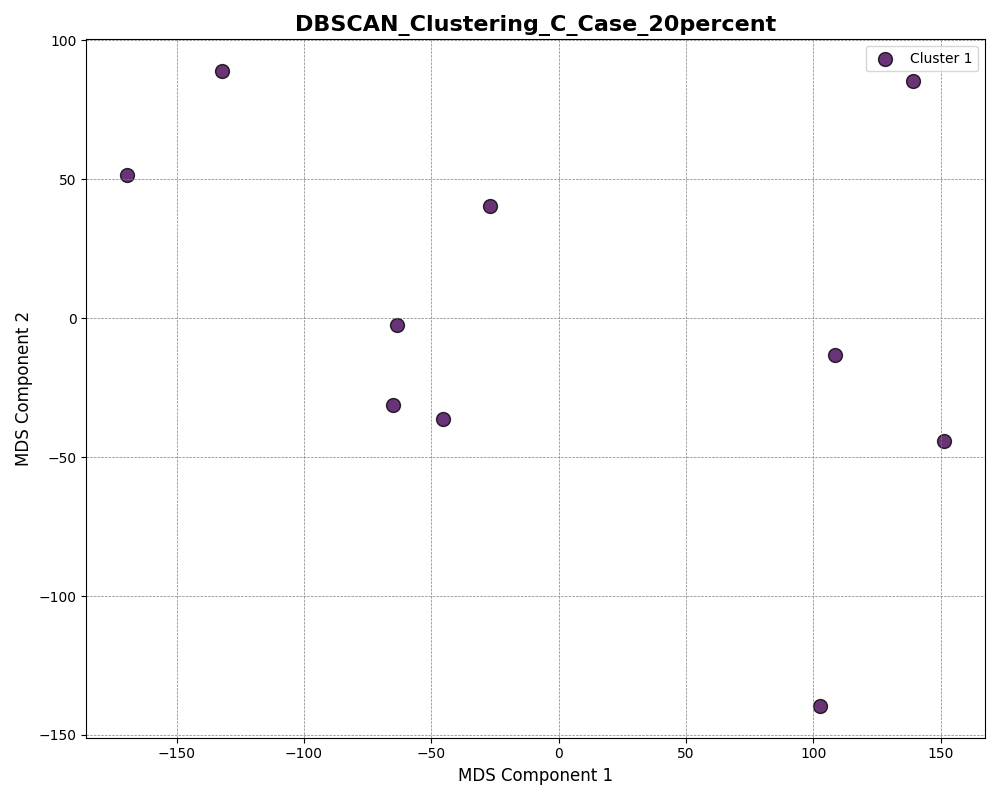 DBSCAN_Clustering_C_Case_20percent
Cluster 1
100
50
0
−50
−100
−150
MDS Component 2
−150 −100 −50 0 50 100 150
MDS Component 1